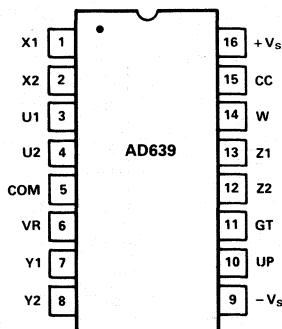 X1 1 16 +Vs
X2 2 15 CC
U1 3 14 W
U2 4 AD639 13 Z1
COM 5 12 Z2
VR 6 11 GT
Y1 7 10 UP
Y2 8 9 −Vs